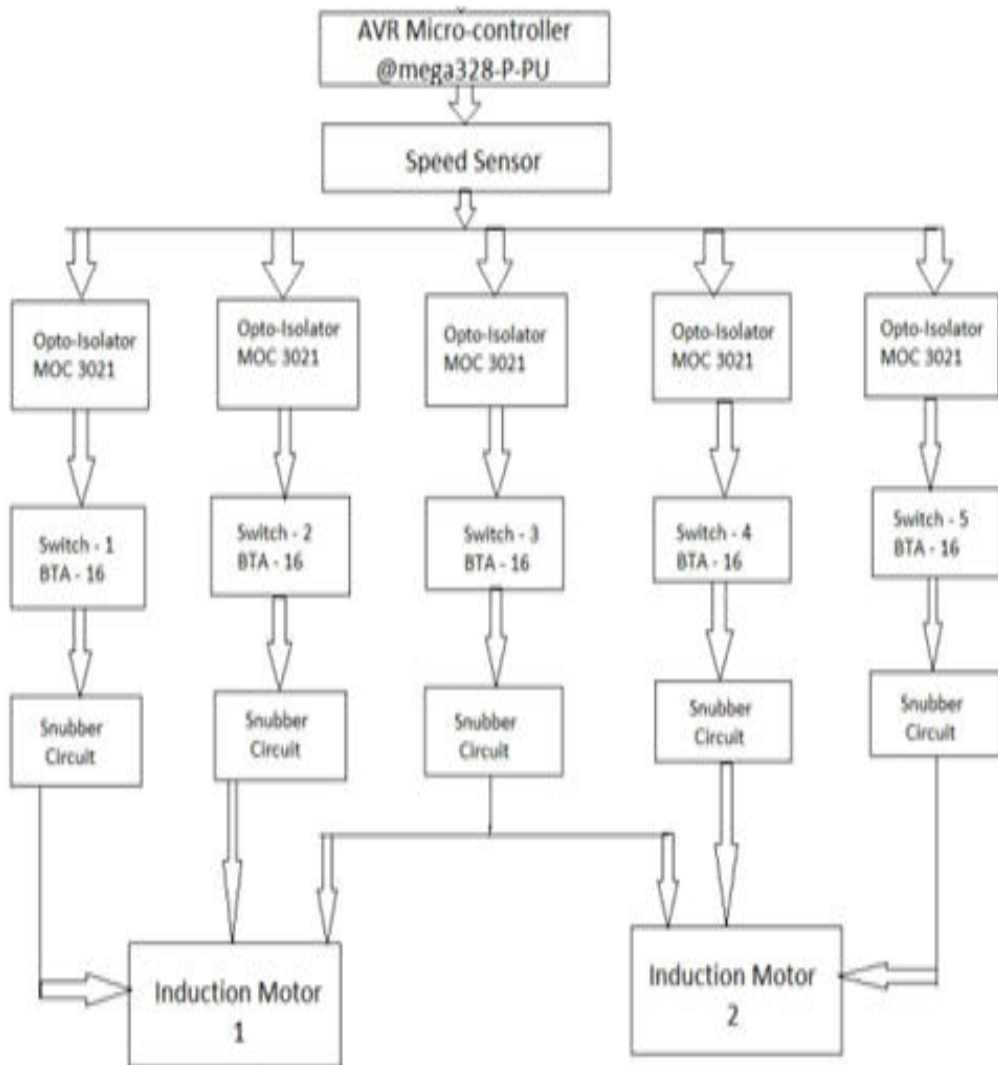 AVR Micro-controller
@mega328-P-PU
Speed Sensor
Opto-Isolator
MOC 3021
Opto-Isolator
MOC 3021
Opto-Isolator
MOC 3021
Opto-Isolator
MOC 3021
Opto-Isolator
MOC 3021
Switch - 1
BTA - 16
Switch - 2
BTA - 16
Switch - 3
BTA - 16
Switch - 4
BTA - 16
Switch - 5
BTA - 16
Snubber
Circuit
Snubber
Circuit
Snubber
Circuit
Snubber
Circuit
Snubber
Circuit
Induction Motor
1
Induction Motor
2